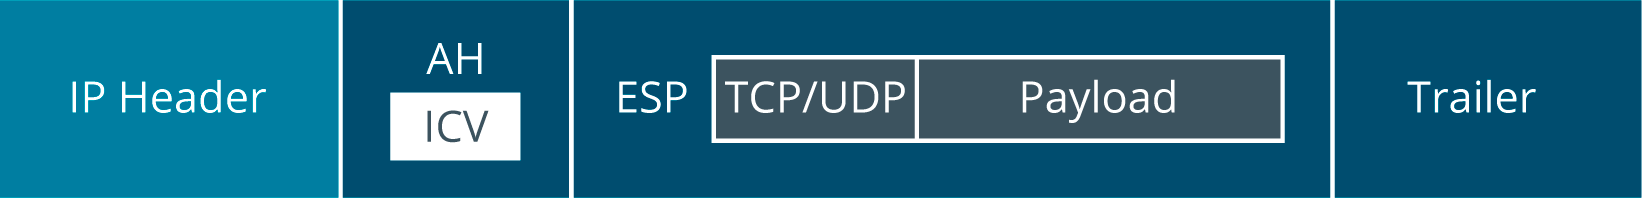 IP Header
AH
ICV
ESP
TCP/UDP
Payload
Trailer